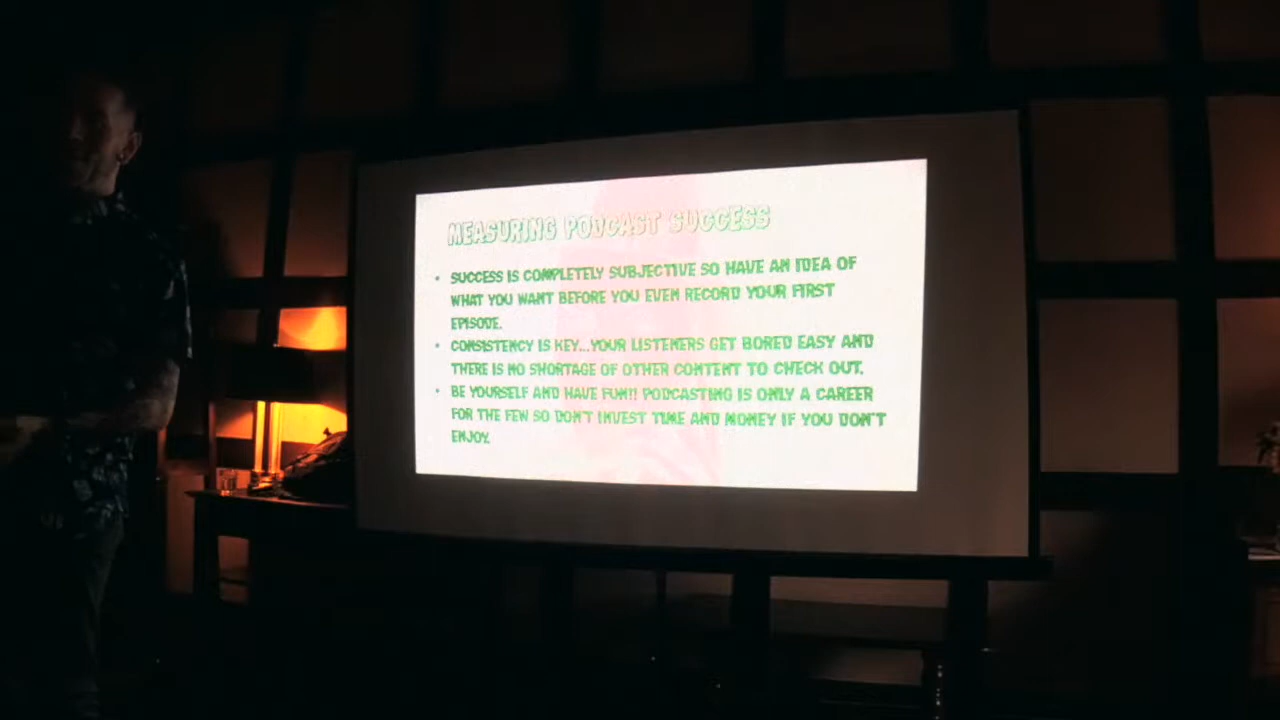 MEASURING PODCAST SUCCESS
• SUCCESS IS COMPLETELY SUBJECTIVE SO HAVE AN IDEA OF
WHAT YOU WANT BEFORE YOU EVEN RECORD YOUR FIRST
EPISODE.
• CONSISTENCY IS KEY...YOUR LISTENERS GET BORED EASY AND
THERE IS NO SHORTAGE OF OTHER CONTENT TO CHECK OUT.
• BE YOURSELF AND HAVE FUN!! PODCASTING IS ONLY A CAREER
FOR THE FEW SO DON'T INVEST TIME AND MONEY IF YOU DON'T
ENJOY.